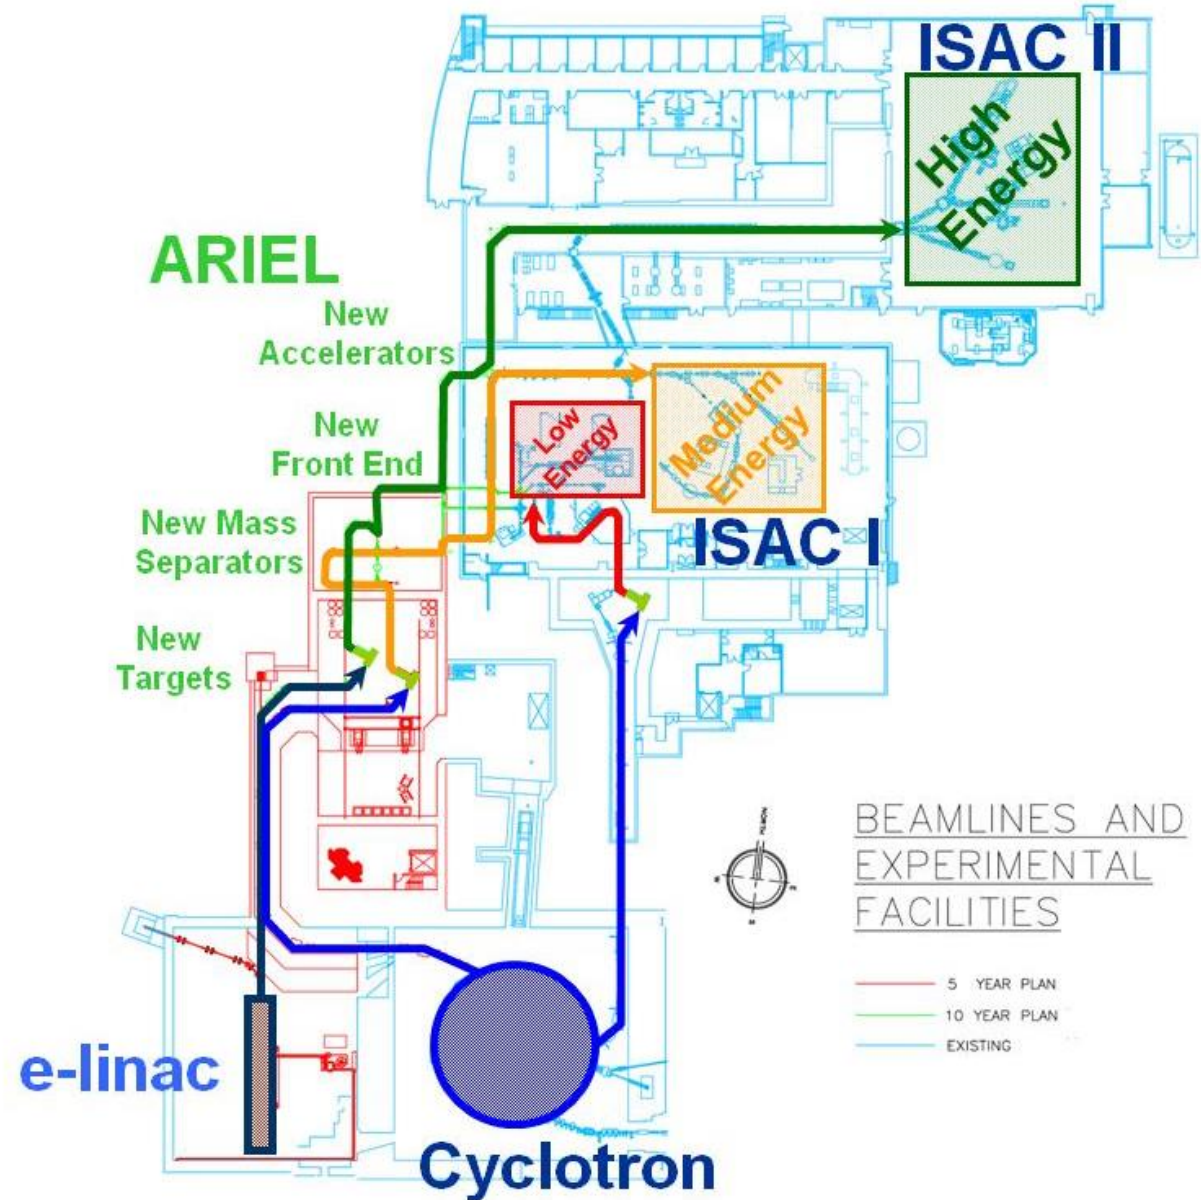 ISAC II
High
Energy
ARIEL
New
Accelerators
New
Front End
Low
Energy
Medium
Energy
New Mass
Separators
ISAC I
New
Targets
BEAMLINES AND
EXPERIMENTAL
FACILITIES
5 YEAR PLAN
10 YEAR PLAN
EXISTING
e-linac
Cyclotron